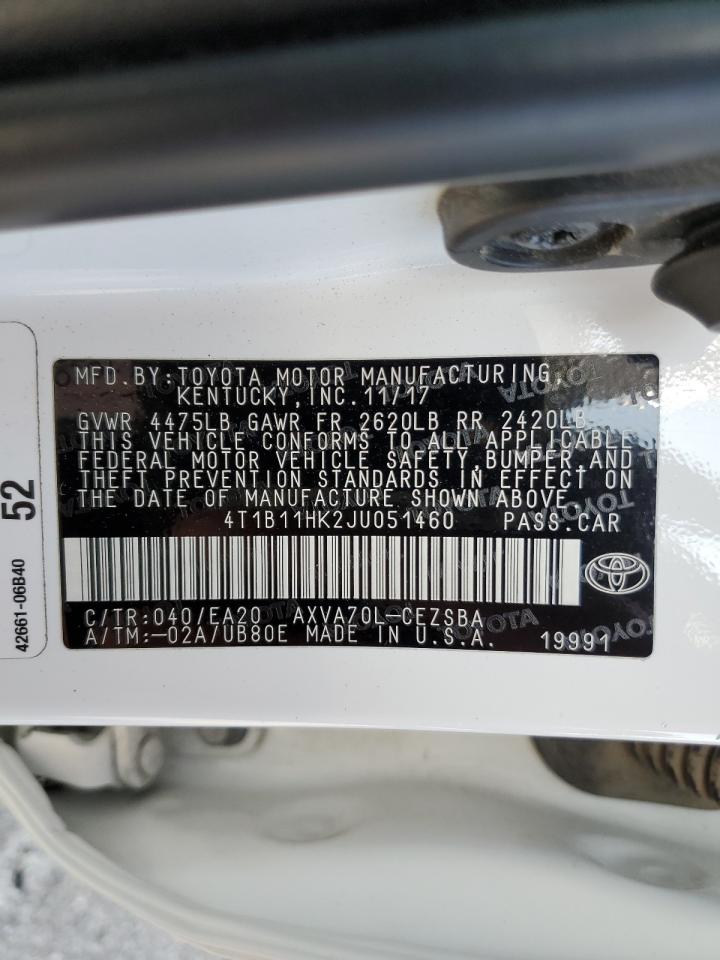 MFD.BY:TOYOTA MOTOR MANUFACTURING,
KENTUCKY, INC. 11/17
GVWR 4475LB GAWR FR 2620LB RR 2420LB
THIS VEHICLE CONFORMS TO ALL APPLICABLE
FEDERAL MOTOR VEHICLE SAFETY, BUMPER, AND
THEFT PREVENTION STANDARDS IN EFFECT ON
THE DATE OF MANUFACTURE SHOWN ABOVE.
4T1B11HK2JU051460 PASS.CAR
C/TR:040/EA20 AXVA70L-CEZSBA
A/TM:-02A/UB80E MADE IN U.S.A. 19991
52
42661-06B40